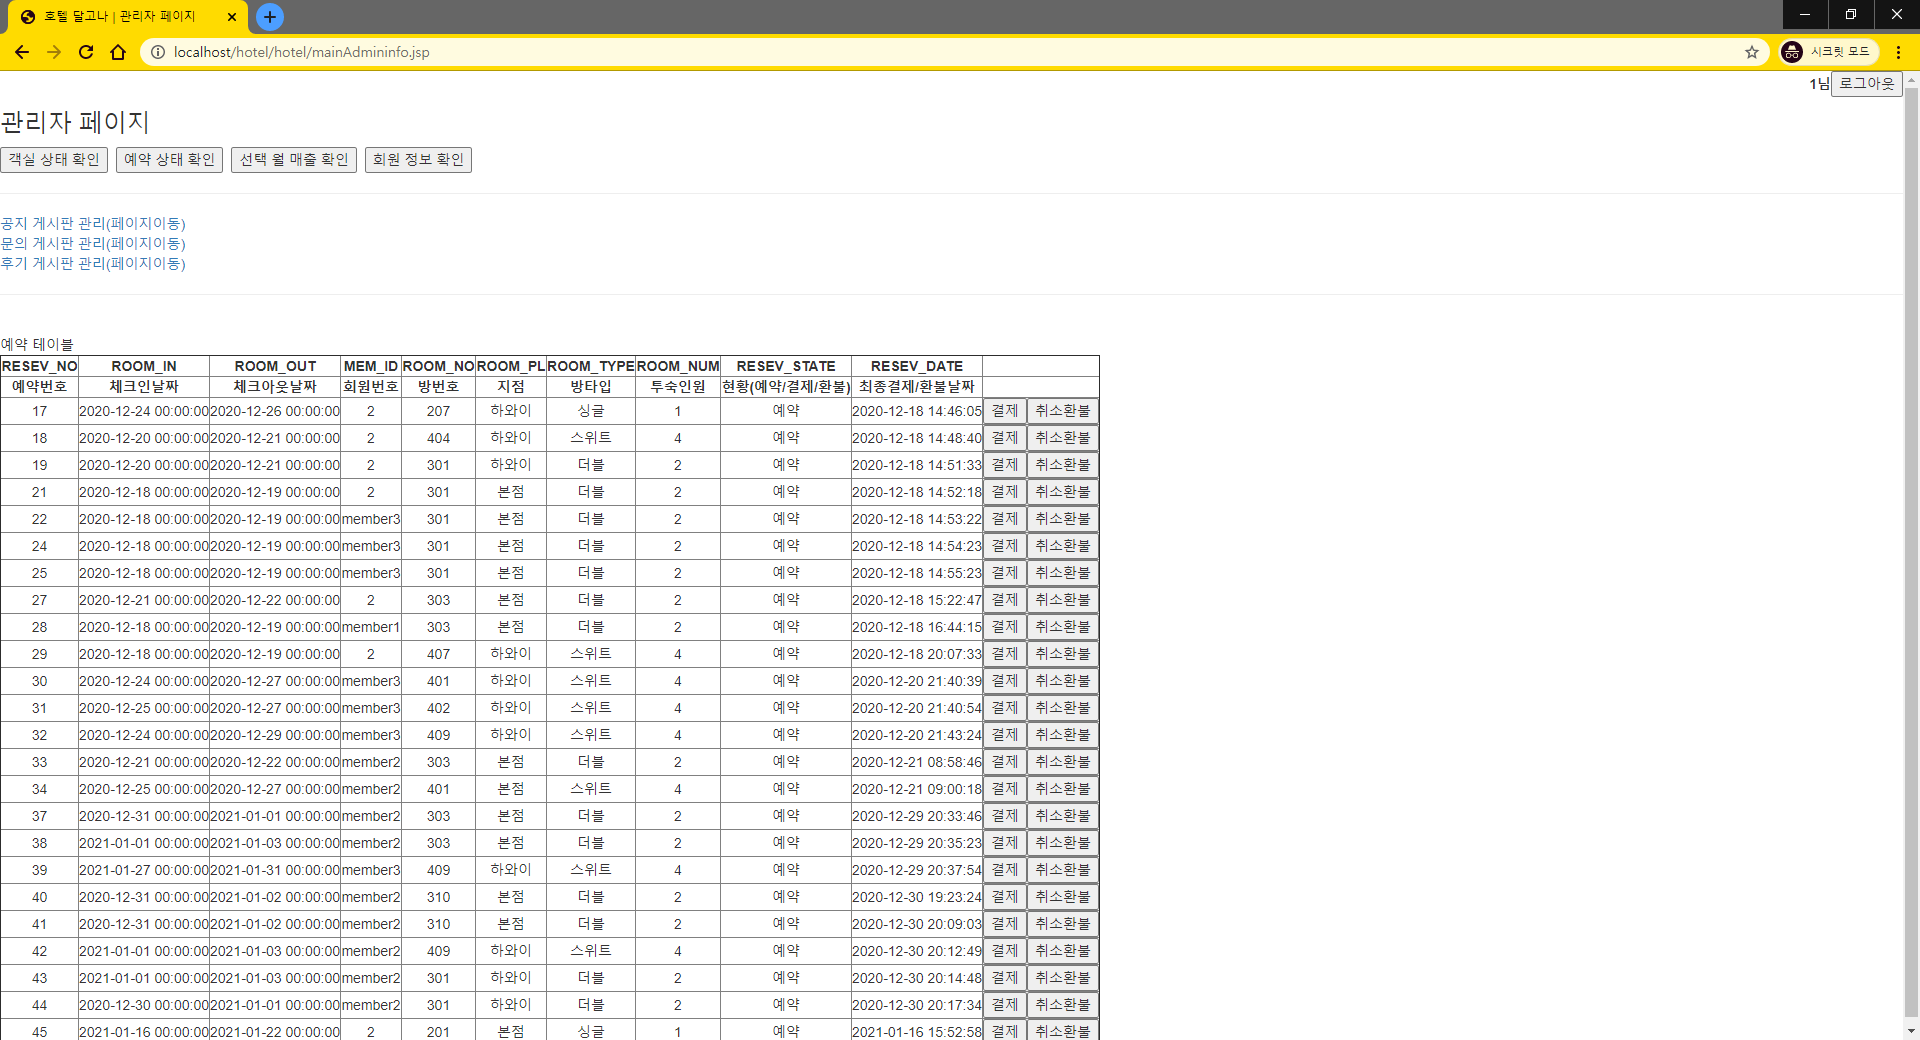 호텔 달고나 | 관리자 페이지
localhost/hotel/hotel/mainAdmininfo.jsp
시크릿 모드
1님 로그아웃
관리자 페이지
객실 상태 확인 예약 상태 확인 선택 월 매출 확인 회원 정보 확인
공지 게시판 관리(페이지이동)
문의 게시판 관리(페이지이동)
후기 게시판 관리(페이지이동)
예약 테이블
RESEV_NO ROOM_IN ROOM_OUT MEM_ID ROOM_NO ROOM_PL ROOM_TYPE ROOM_NUM RESEV_STATE RESEV_DATE
예약번호 체크인날짜 체크아웃날짜 회원번호 방번호 지점 방타입 투숙인원 현황(예약/결제/환불) 최종결제/환불날짜
17 2020-12-24 00:00:00 2020-12-26 00:00:00 2 207 하와이 싱글 1 예약 2020-12-18 14:46:05 결제 취소환불
18 2020-12-20 00:00:00 2020-12-21 00:00:00 2 404 하와이 스위트 4 예약 2020-12-18 14:48:40 결제 취소환불
19 2020-12-20 00:00:00 2020-12-21 00:00:00 2 301 하와이 더블 2 예약 2020-12-18 14:51:33 결제 취소환불
21 2020-12-18 00:00:00 2020-12-19 00:00:00 2 301 본점 더블 2 예약 2020-12-18 14:52:18 결제 취소환불
22 2020-12-18 00:00:00 2020-12-19 00:00:00 member3 301 본점 더블 2 예약 2020-12-18 14:53:22 결제 취소환불
24 2020-12-18 00:00:00 2020-12-19 00:00:00 member3 301 본점 더블 2 예약 2020-12-18 14:54:23 결제 취소환불
25 2020-12-18 00:00:00 2020-12-19 00:00:00 member3 301 본점 더블 2 예약 2020-12-18 14:55:23 결제 취소환불
27 2020-12-21 00:00:00 2020-12-22 00:00:00 2 303 본점 더블 2 예약 2020-12-18 15:22:47 결제 취소환불
28 2020-12-18 00:00:00 2020-12-19 00:00:00 member1 303 본점 더블 2 예약 2020-12-18 16:44:15 결제 취소환불
29 2020-12-18 00:00:00 2020-12-19 00:00:00 2 407 하와이 스위트 4 예약 2020-12-18 20:07:33 결제 취소환불
30 2020-12-24 00:00:00 2020-12-27 00:00:00 member3 401 하와이 스위트 4 예약 2020-12-20 21:40:39 결제 취소환불
31 2020-12-25 00:00:00 2020-12-27 00:00:00 member3 402 하와이 스위트 4 예약 2020-12-20 21:40:54 결제 취소환불
32 2020-12-24 00:00:00 2020-12-29 00:00:00 member3 409 하와이 스위트 4 예약 2020-12-20 21:43:24 결제 취소환불
33 2020-12-21 00:00:00 2020-12-22 00:00:00 member2 303 본점 더블 2 예약 2020-12-21 08:58:46 결제 취소환불
34 2020-12-25 00:00:00 2020-12-27 00:00:00 member2 401 본점 스위트 4 예약 2020-12-21 09:00:18 결제 취소환불
37 2020-12-31 00:00:00 2021-01-01 00:00:00 member2 303 본점 더블 2 예약 2020-12-29 20:33:46 결제 취소환불
38 2021-01-01 00:00:00 2021-01-03 00:00:00 member2 303 본점 더블 2 예약 2020-12-29 20:35:23 결제 취소환불
39 2021-01-27 00:00:00 2021-01-31 00:00:00 member3 409 하와이 스위트 4 예약 2020-12-29 20:37:54 결제 취소환불
40 2020-12-31 00:00:00 2021-01-02 00:00:00 member2 310 본점 더블 2 예약 2020-12-30 19:23:24 결제 취소환불
41 2020-12-31 00:00:00 2021-01-02 00:00:00 member2 310 본점 더블 2 예약 2020-12-30 20:09:03 결제 취소환불
42 2021-01-01 00:00:00 2021-01-03 00:00:00 member2 409 하와이 스위트 4 예약 2020-12-30 20:12:49 결제 취소환불
43 2021-01-01 00:00:00 2021-01-03 00:00:00 member2 301 하와이 더블 2 예약 2020-12-30 20:14:48 결제 취소환불
44 2020-12-30 00:00:00 2021-01-01 00:00:00 member2 301 하와이 더블 2 예약 2020-12-30 20:17:34 결제 취소환불
45 2021-01-16 00:00:00 2021-01-22 00:00:00 2 201 본점 싱글 1 예약 2021-01-16 15:52:58 결제 취소환불